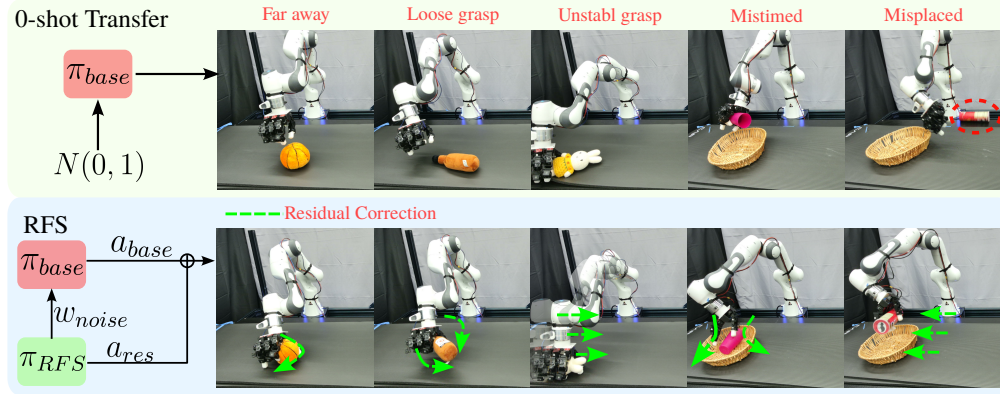 0-shot Transfer
Far away
Loose grasp
Unstabl grasp
Mistimed
Misplaced
π_base
N(0,1)
RFS
Residual Correction
a_base
π_base
w_noise
a_res
π_RFS